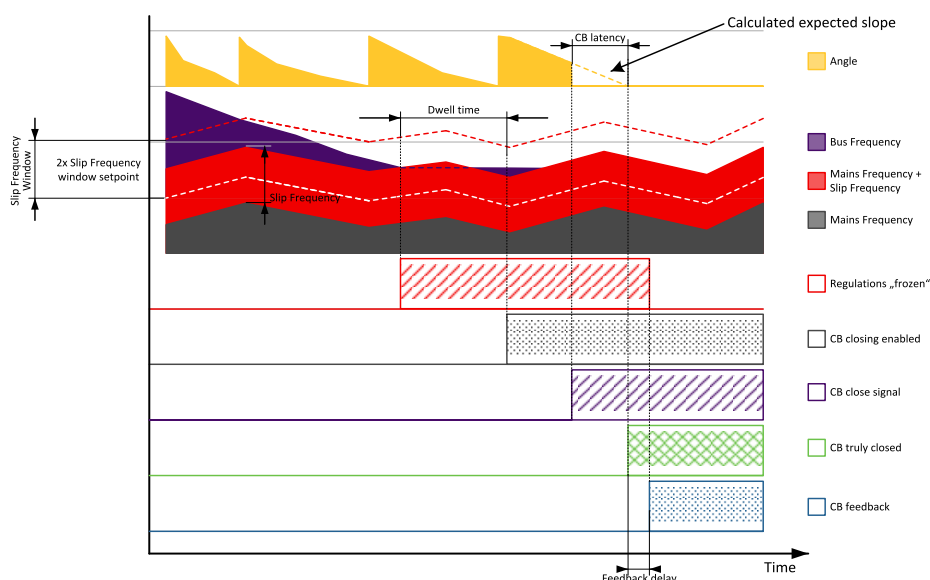 Calculated expected slope
CB latency
Angle
Dwell time
Slip Frequency
Window
2x Slip Frequency
window setpoint
Bus Frequency
Mains Frequency +
Slip Frequency
Slip Frequency
Mains Frequency
Regulations „frozen“
CB closing enabled
CB close signal
CB truly closed
CB feedback
Time
Feedback delay